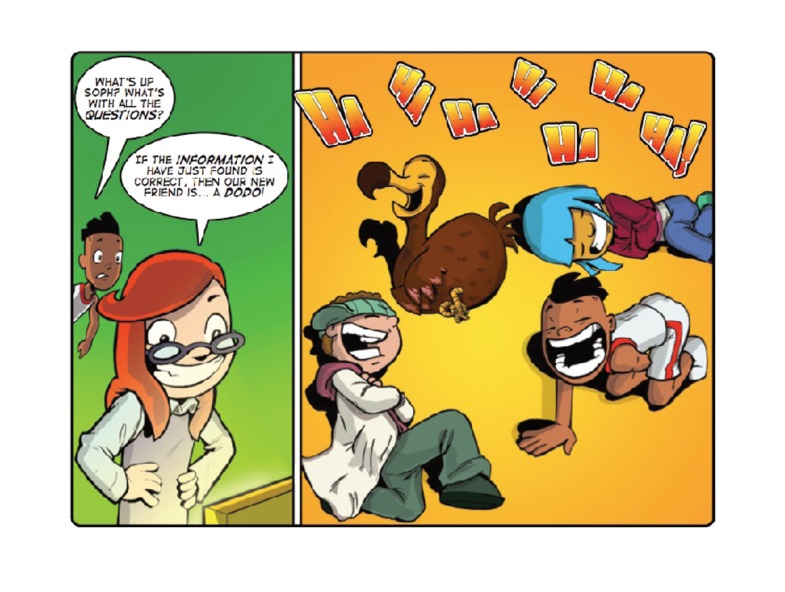 WHAT'S UP
SOPH? WHAT'S
WITH ALL THE
QUESTIONS?
IF THE INFORMATION I
HAVE JUST FOUND IS
CORRECT, THEN OUR NEW
FRIEND IS... A DODO!
HA
HA
HA
HA
HA
HA
HA!